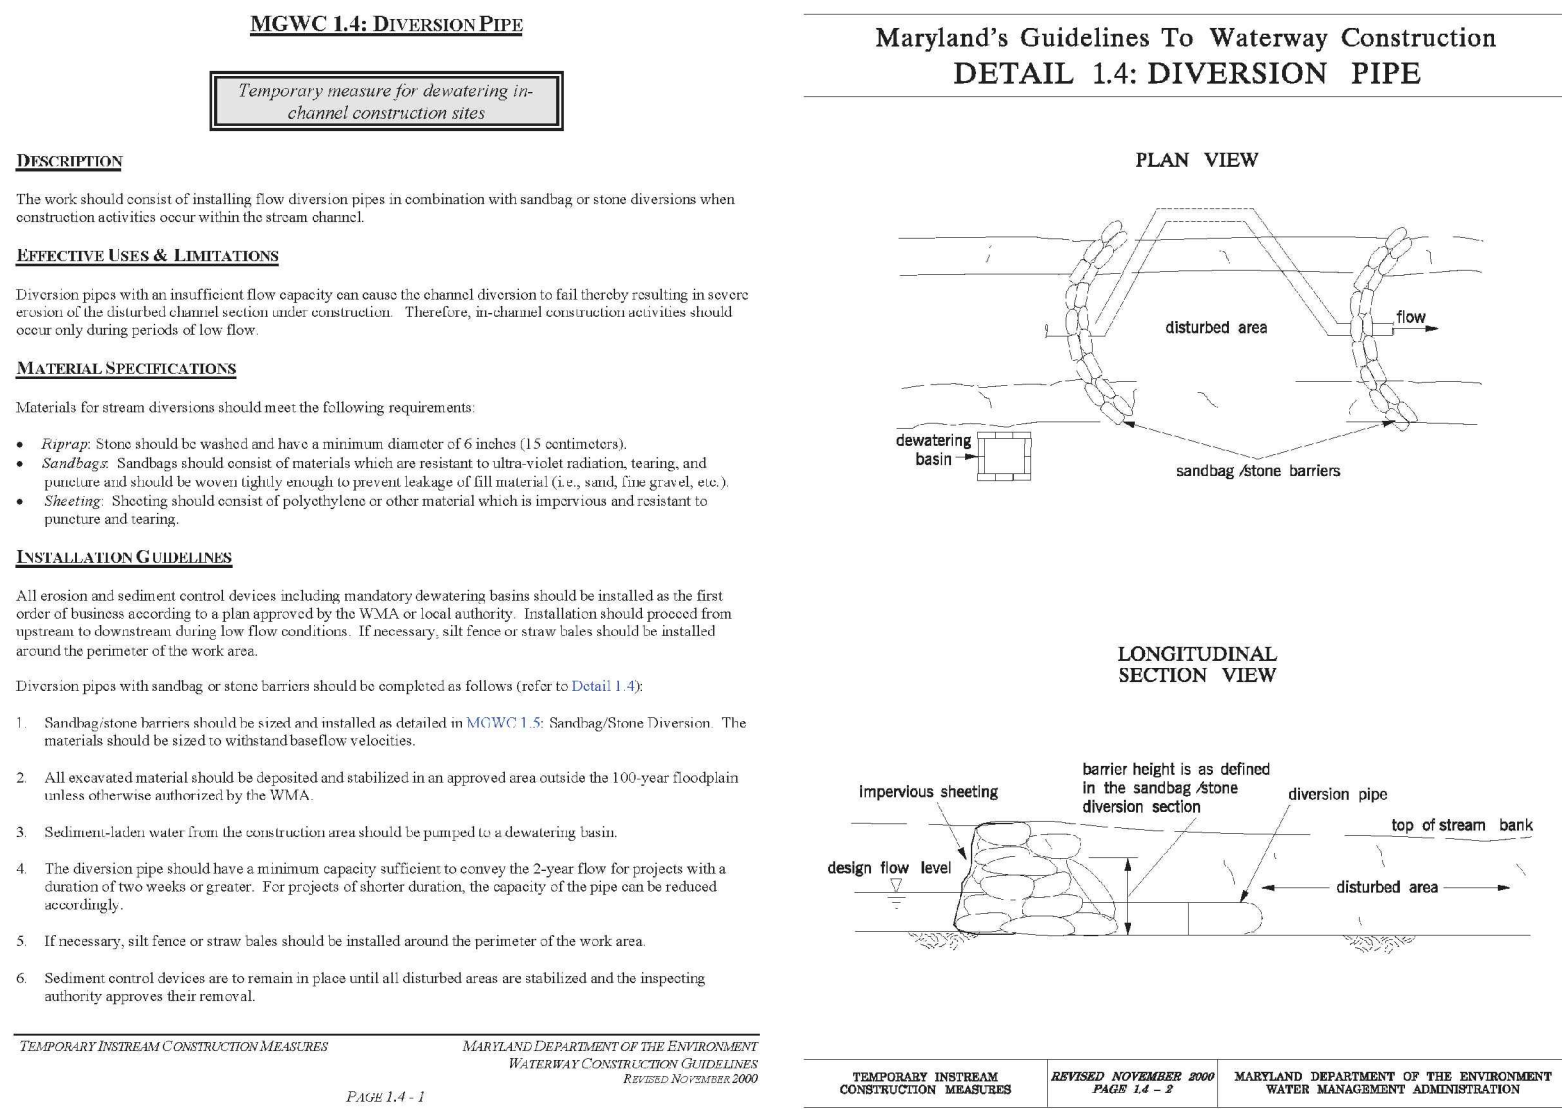 MGWC 1.4: DIVERSION PIPE
Temporary measure for dewatering in-
channel construction sites
DESCRIPTION
The work should consist of installing flow diversion pipes in combination with sandbag or stone diversions when
construction activities occur within the stream channel.
EFFECTIVE USES & LIMITATIONS
Diversion pipes with an insufficient flow capacity can cause the channel diversion to fail thereby resulting in severe
erosion of the disturbed channel section under construction. Therefore, in-channel construction activities should
occur only during periods of low flow.
MATERIAL SPECIFICATIONS
Materials for stream diversions should meet the following requirements:
• Riprap: Stone should be washed and have a minimum diameter of 6 inches (15 centimeters).
• Sandbags: Sandbags should consist of materials which are resistant to ultra-violet radiation, tearing, and
puncture and should be woven tightly enough to prevent leakage of fill material (i.e., sand, fine gravel, etc.).
• Sheeting: Sheeting should consist of polyethylene or other material which is impervious and resistant to
puncture and tearing.
INSTALLATION GUIDELINES
All erosion and sediment control devices including mandatory dewatering basins should be installed as the first
order of business according to a plan approved by the WMA or local authority. Installation should proceed from
upstream to downstream during low flow conditions. If necessary, silt fence or straw bales should be installed
around the perimeter of the work area.
Diversion pipes with sandbag or stone barriers should be completed as follows (refer to Detail 1.4):
1. Sandbag/stone barriers should be sized and installed as detailed in MGWC 1.5: Sandbag/Stone Diversion. The
materials should be sized to withstand baseflow velocities.
2. All excavated material should be deposited and stabilized in an approved area outside the 100-year floodplain
unless otherwise authorized by the WMA.
3. Sediment-laden water from the construction area should be pumped to a dewatering basin.
4. The diversion pipe should have a minimum capacity sufficient to convey the 2-year flow for projects with a
duration of two weeks or greater. For projects of shorter duration, the capacity of the pipe can be reduced
accordingly.
5. If necessary, silt fence or straw bales should be installed around the perimeter of the work area.
6. Sediment control devices are to remain in place until all disturbed areas are stabilized and the inspecting
authority approves their removal.
TEMPORARY INSTREAM CONSTRUCTION MEASURES
MARYLAND DEPARTMENT OF THE ENVIRONMENT
WATERWAY CONSTRUCTION GUIDELINES
REVISED NOVEMBER 2000
PAGE 1.4 - 1
Maryland's Guidelines To Waterway Construction
DETAIL 1.4: DIVERSION PIPE
PLAN VIEW
flow
disturbed area
dewatering
basin
sandbag/stone barriers
LONGITUDINAL
SECTION VIEW
barrier height is as defined
in the sandbag/stone
diversion section
impervious sheeting
diversion pipe
top of stream bank
design flow level
disturbed area
TEMPORARY INSTREAM
CONSTRUCTION MEASURES
REVISED NOVEMBER 2000
PAGE 1.4 - 2
MARYLAND DEPARTMENT OF THE ENVIRONMENT
WATER MANAGEMENT ADMINISTRATION